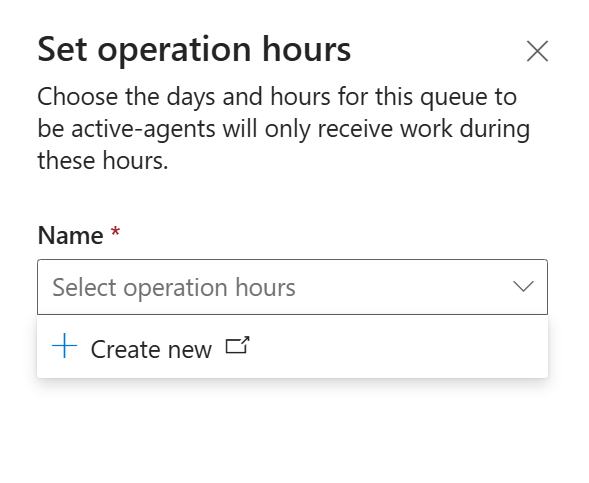 Set operation hours
Choose the days and hours for this queue to
be active-agents will only receive work during
these hours.
Name *
Select operation hours
Create new